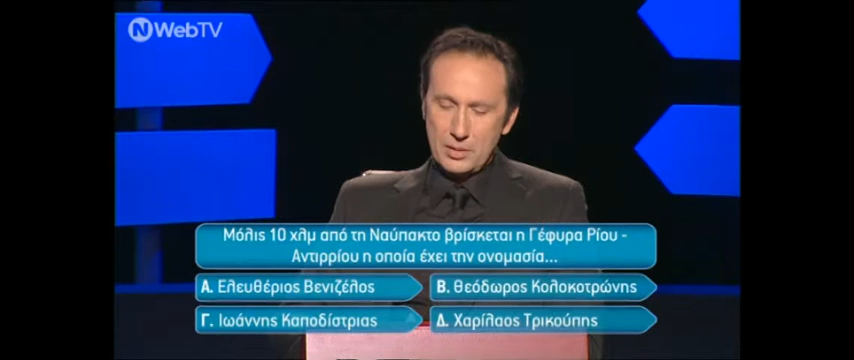 N WebTV
Μόλις 10 χλμ από τη Ναύπακτο βρίσκεται η Γέφυρα Ρίου -
Αντιρρίου η οποία έχει την ονομασία...
Α. Ελευθέριος Βενιζέλος
Β. Θεόδωρος Κολοκοτρώνης
Γ. Ιωάννης Καποδίστριας
Δ. Χαρίλαος Τρικούπης